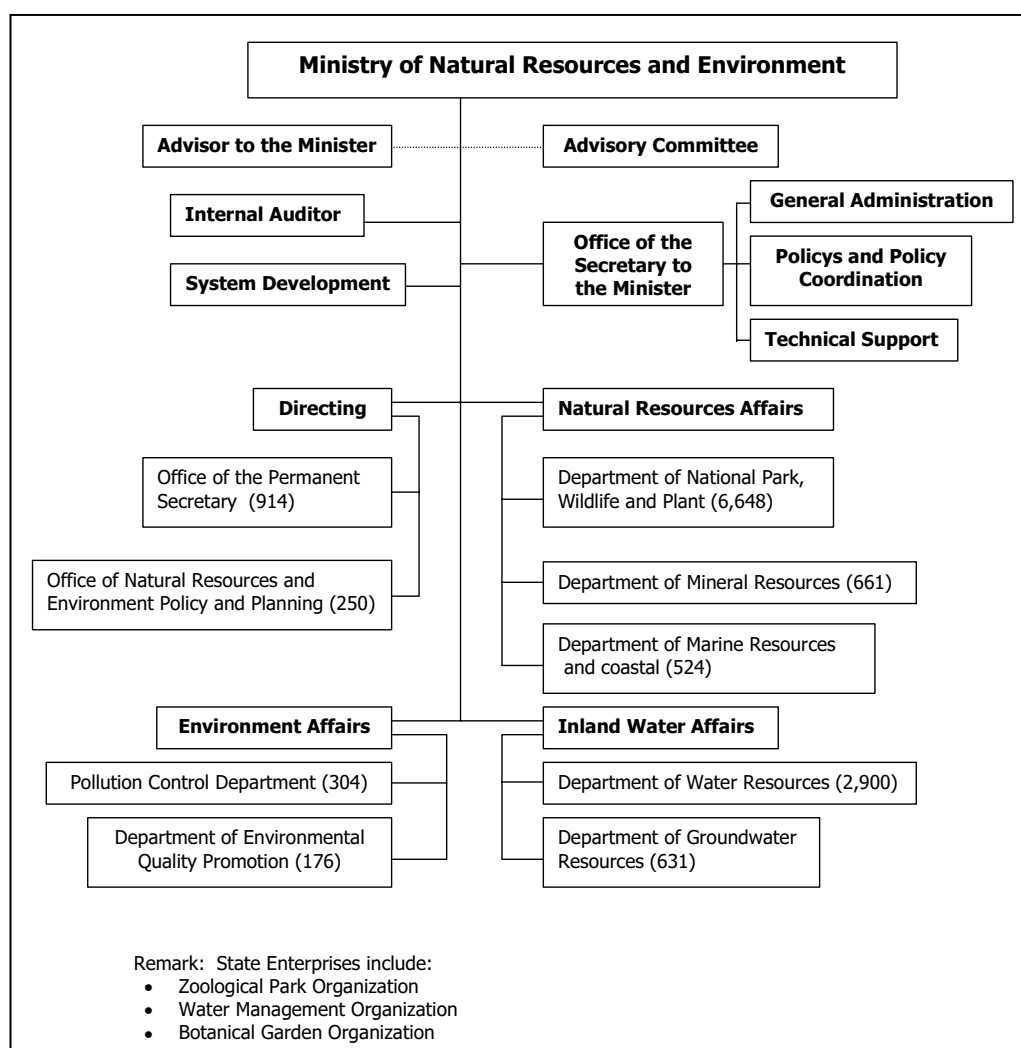 Ministry of Natural Resources and Environment
Advisor to the Minister
Advisory Committee
Internal Auditor
System Development
Office of the
Secretary to
the Minister
General Administration
Policys and Policy
Coordination
Technical Support
Directing
Office of the Permanent
Secretary (914)
Office of Natural Resources and
Environment Policy and Planning (250)
Natural Resources Affairs
Department of National Park,
Wildlife and Plant (6,648)
Department of Mineral Resources (661)
Department of Marine Resources
and coastal (524)
Environment Affairs
Pollution Control Department (304)
Department of Environmental
Quality Promotion (176)
Inland Water Affairs
Department of Water Resources (2,900)
Department of Groundwater
Resources (631)
Remark: State Enterprises include:
• Zoological Park Organization
• Water Management Organization
• Botanical Garden Organization